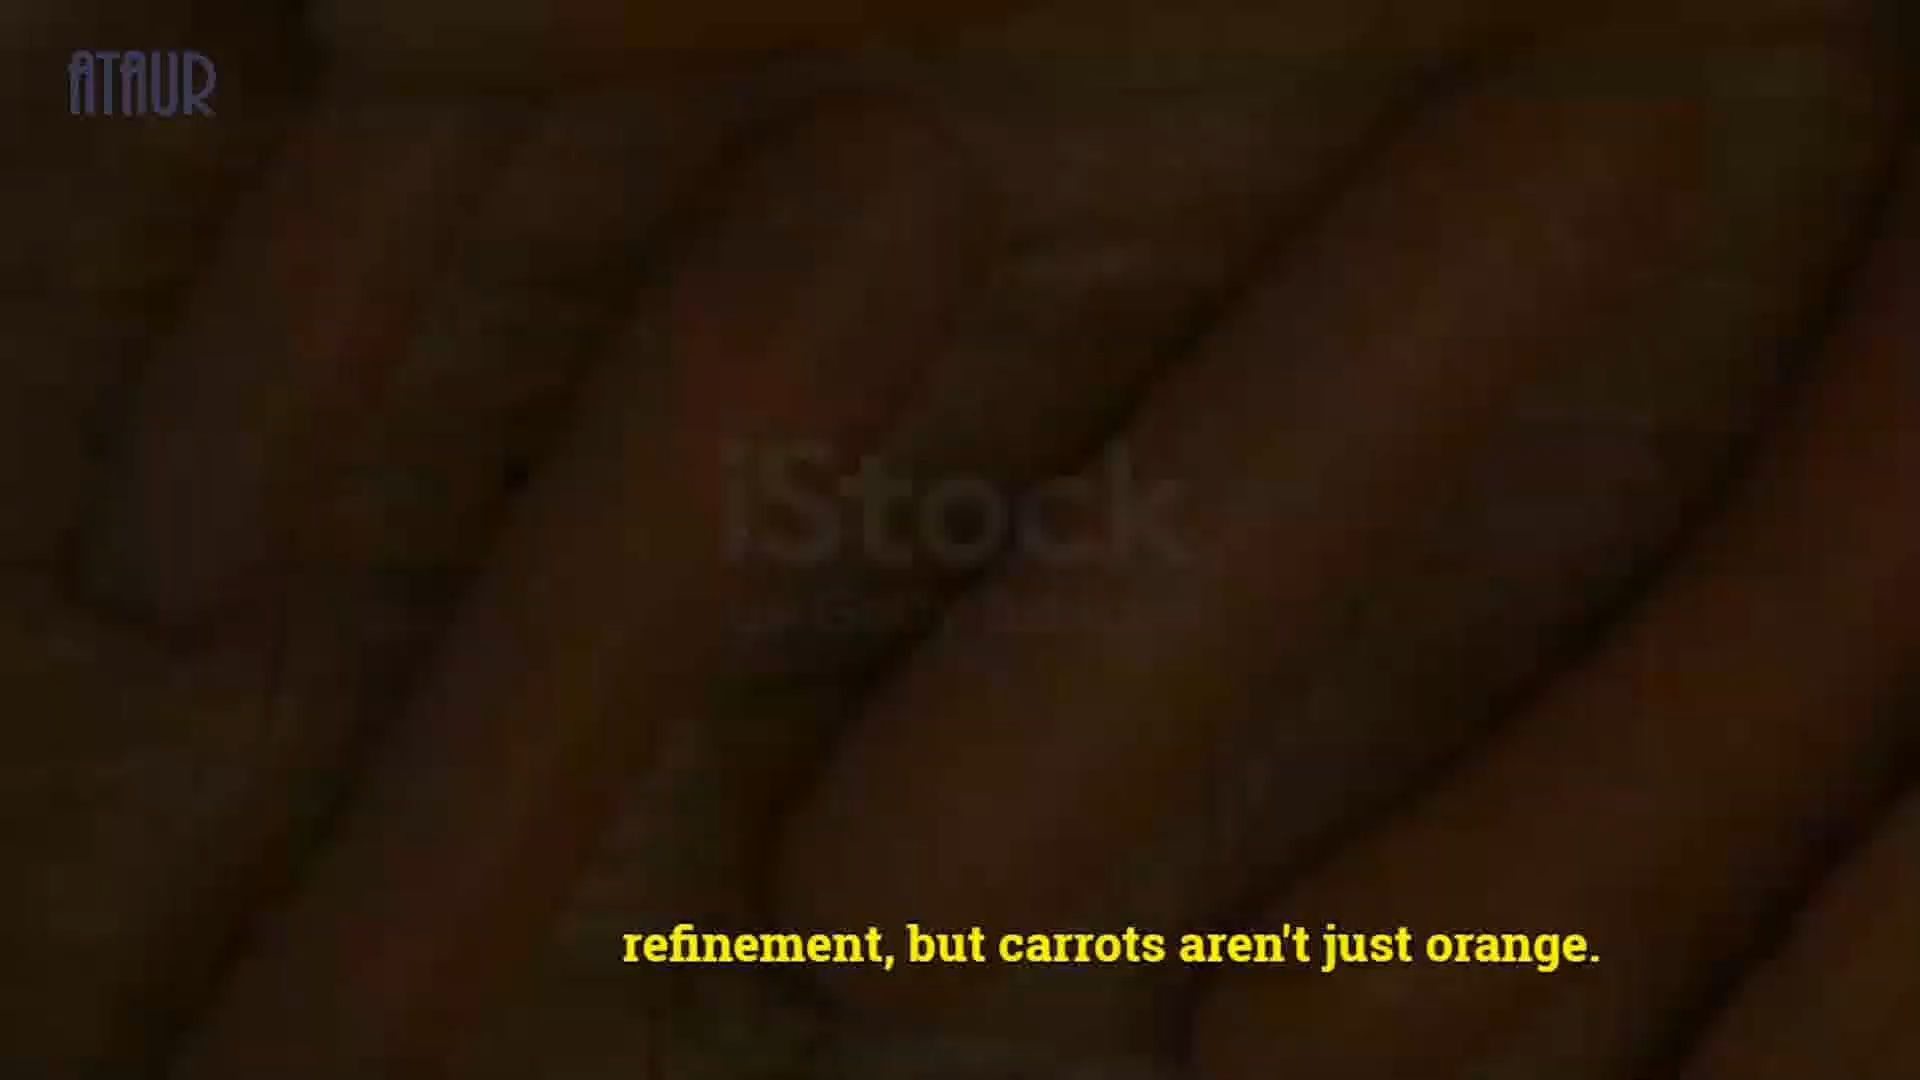 ATAUR
iStock
refinement, but carrots aren't just orange.